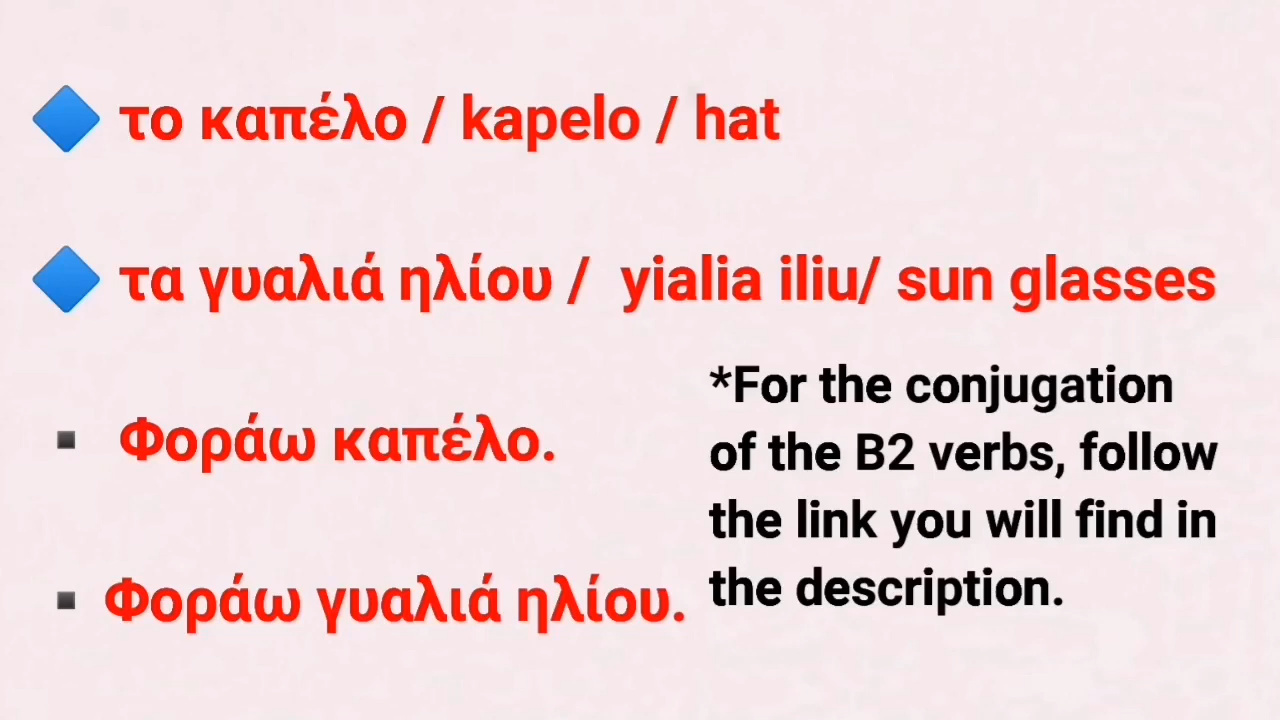 το καπέλο / kapelo / hat
τα γυαλιά ηλίου / yialia iliu/ sun glasses
Φοράω καπέλο.
Φοράω γυαλιά ηλίου.
*For the conjugation
of the B2 verbs, follow
the link you will find in
the description.